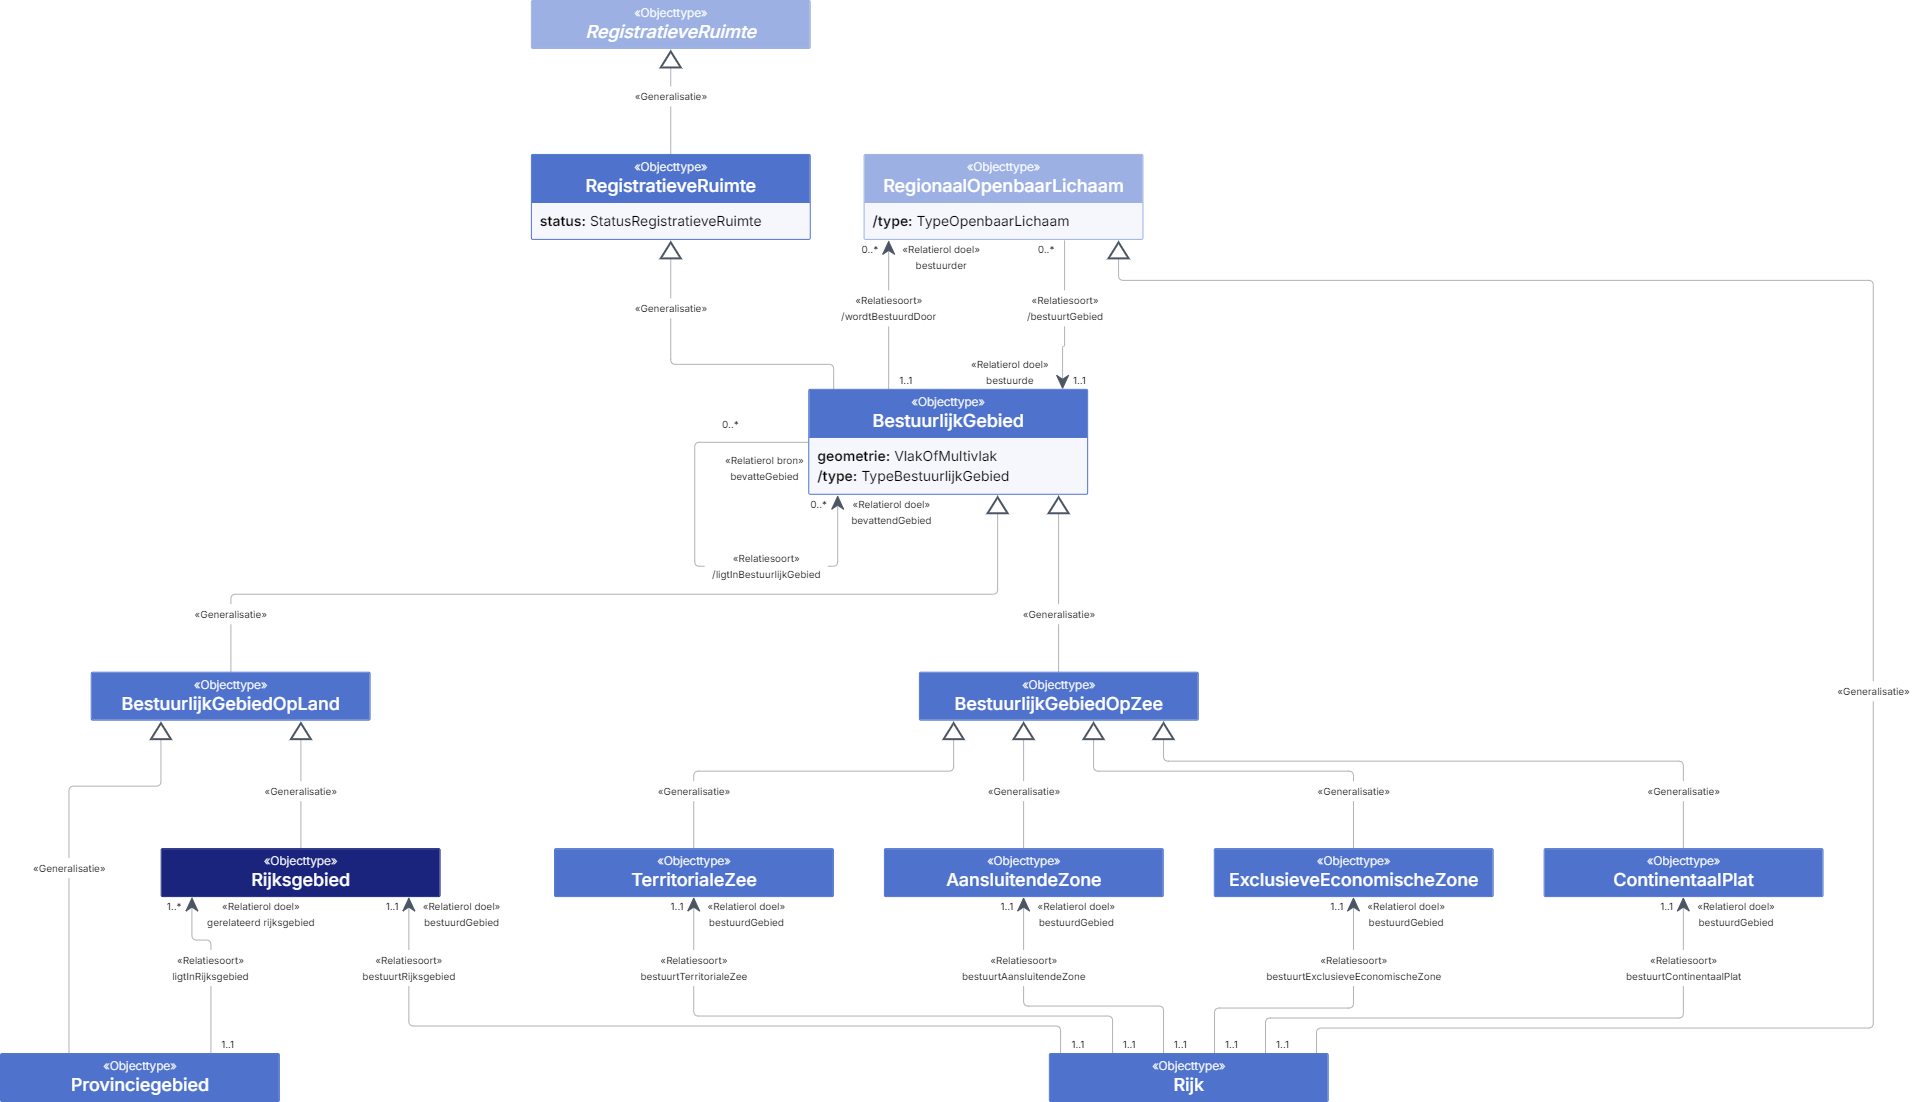 «Objecttype»
RegistratieveRuimte
«Generalisatie»
«Objecttype»
RegistratieveRuimte
status: StatusRegistratieveRuimte
«Objecttype»
RegionaalOpenbaarLichaam
/type: TypeOpenbaarLichaam
0..*
«Relatierol doel»
bestuurder
0..*
«Relatiesoort»
/wordtBestuurdDoor
«Relatiesoort»
/bestuurtGebied
«Generalisatie»
«Relatierol doel»
bestuurde
1..1
1..1
«Objecttype»
BestuurlijkGebied
geometrie: VlakOfMultivlak
/type: TypeBestuurlijkGebied
0..*
«Relatierol bron»
bevatteGebied
0..*
«Relatierol doel»
bevattendGebied
«Relatiesoort»
/ligtInBestuurlijkGebied
«Generalisatie»
«Generalisatie»
«Generalisatie»
«Objecttype»
BestuurlijkGebiedOpLand
«Objecttype»
BestuurlijkGebiedOpZee
«Generalisatie»
«Generalisatie»
«Generalisatie»
«Generalisatie»
«Generalisatie»
«Generalisatie»
«Objecttype»
Rijksgebied
«Objecttype»
TerritorialeZee
«Objecttype»
AansluitendeZone
«Objecttype»
ExclusieveEconomischeZone
«Objecttype»
ContinentaalPlat
1..*
«Relatierol doel»
gerelateerd rijksgebied
1..1
«Relatierol doel»
bestuurdGebied
1..1
«Relatierol doel»
bestuurdGebied
1..1
«Relatierol doel»
bestuurdGebied
1..1
«Relatierol doel»
bestuurdGebied
1..1
«Relatierol doel»
bestuurdGebied
«Relatiesoort»
ligtInRijksgebied
«Relatiesoort»
bestuurtRijksgebied
«Relatiesoort»
bestuurtTerritorialeZee
«Relatiesoort»
bestuurtAansluitendeZone
«Relatiesoort»
bestuurtExclusieveEconomischeZone
«Relatiesoort»
bestuurtContinentaalPlat
1..1
1..1
1..1
1..1
1..1
1..1
«Objecttype»
Provinciegebied
«Objecttype»
Rijk